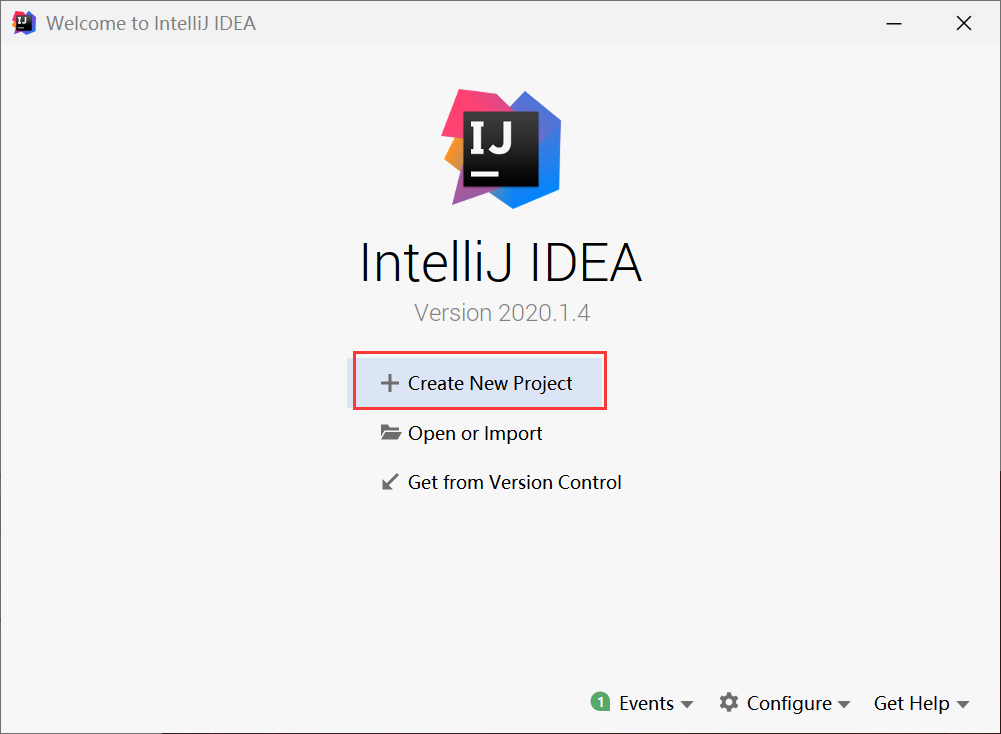 Welcome to IntelliJ IDEA
IJ
IntelliJ IDEA
Version 2020.1.4
Create New Project
Open or Import
Get from Version Control
1 Events Configure Get Help